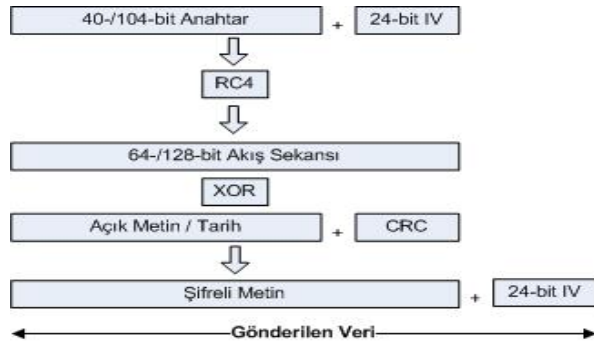 40-/104-bit Anahtar + 24-bit IV
RC4
64-/128-bit Akış Sekansı
XOR
Açık Metin / Tarih + CRC
Şifreli Metin + 24-bit IV
Gönderilen Veri